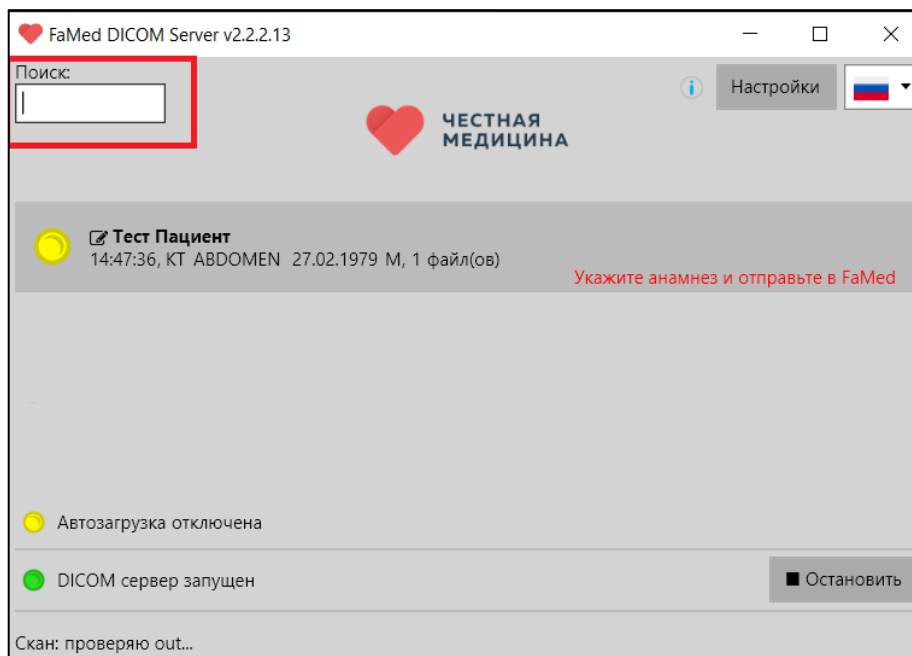 FaMed DICOM Server v2.2.2.13
Поиск:
Настройки
ЧЕСТНАЯ
МЕДИЦИНА
Тест Пациент
14:47:36, КТ ABDOMEN 27.02.1979 М, 1 файл(ов)
Укажите анамнез и отправьте в FaMed
Автозагрузка отключена
DICOM сервер запущен
Остановить
Скан: проверяю out...